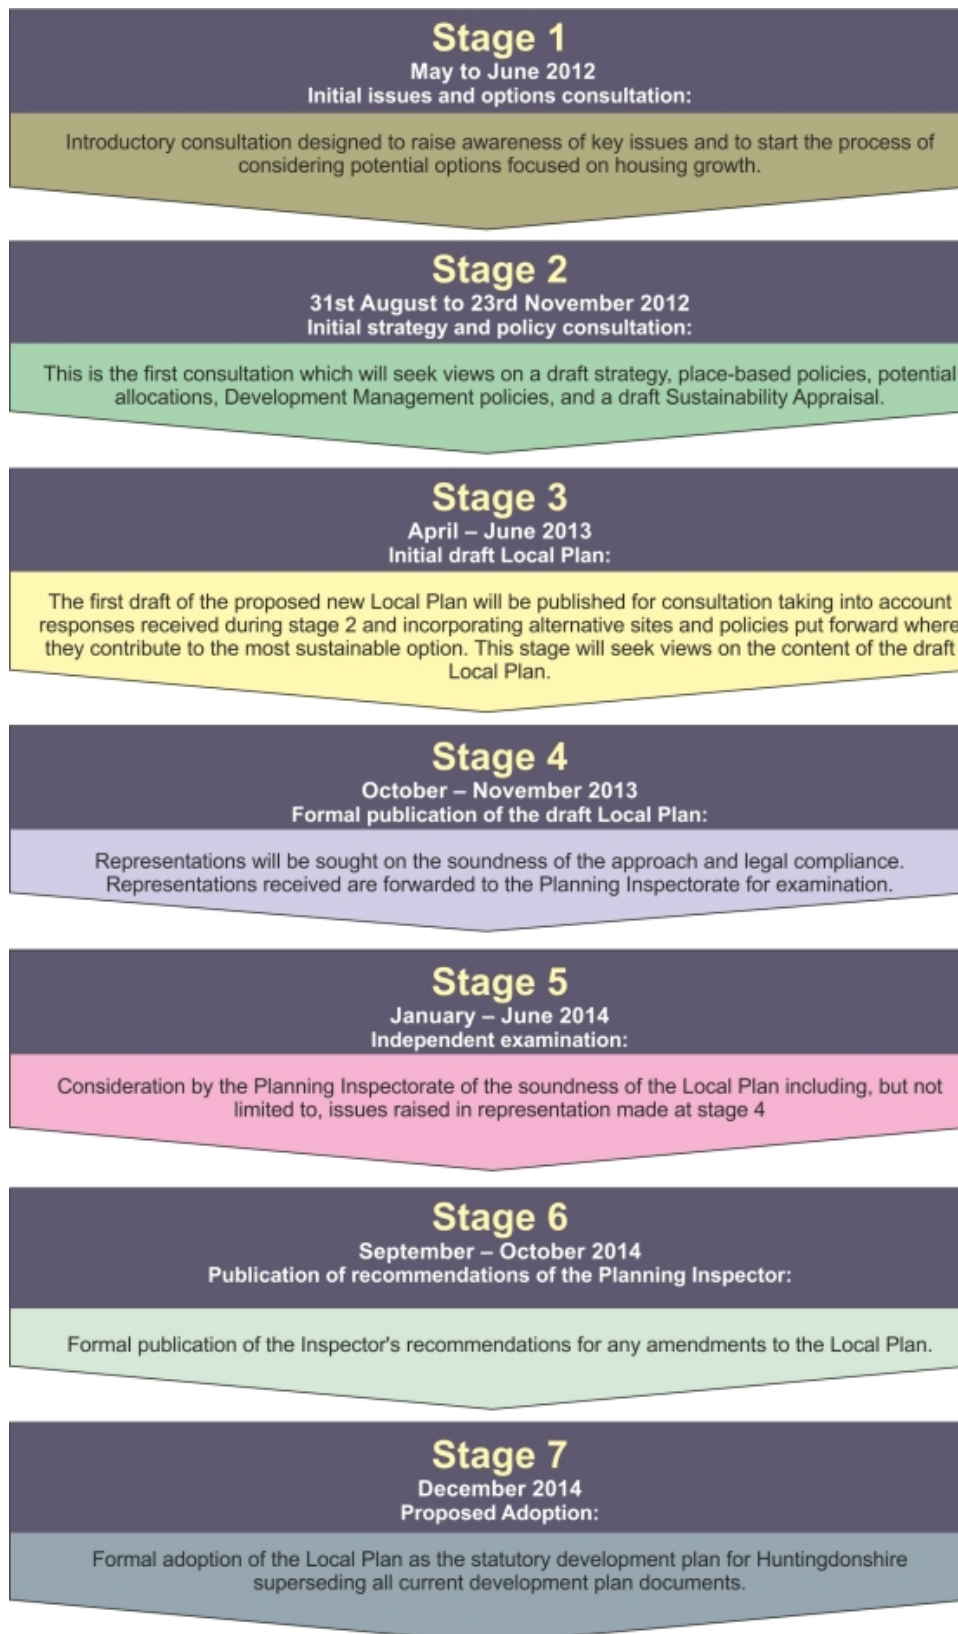 Stage 1
May to June 2012
Initial issues and options consultation:
Introductory consultation designed to raise awareness of key issues and to start the process of
considering potential options focused on housing growth.
Stage 2
31st August to 23rd November 2012
Initial strategy and policy consultation:
This is the first consultation which will seek views on a draft strategy, place-based policies, potential
allocations, Development Management policies, and a draft Sustainability Appraisal.
Stage 3
April – June 2013
Initial draft Local Plan:
The first draft of the proposed new Local Plan will be published for consultation taking into account
responses received during stage 2 and incorporating alternative sites and policies put forward where
they contribute to the most sustainable option. This stage will seek views on the content of the draft
Local Plan.
Stage 4
October – November 2013
Formal publication of the draft Local Plan:
Representations will be sought on the soundness of the approach and legal compliance.
Representations received are forwarded to the Planning Inspectorate for examination.
Stage 5
January – June 2014
Independent examination:
Consideration by the Planning Inspectorate of the soundness of the Local Plan including, but not
limited to, issues raised in representation made at stage 4
Stage 6
September – October 2014
Publication of recommendations of the Planning Inspector:
Formal publication of the Inspector's recommendations for any amendments to the Local Plan.
Stage 7
December 2014
Proposed Adoption:
Formal adoption of the Local Plan as the statutory development plan for Huntingdonshire
superseding all current development plan documents.